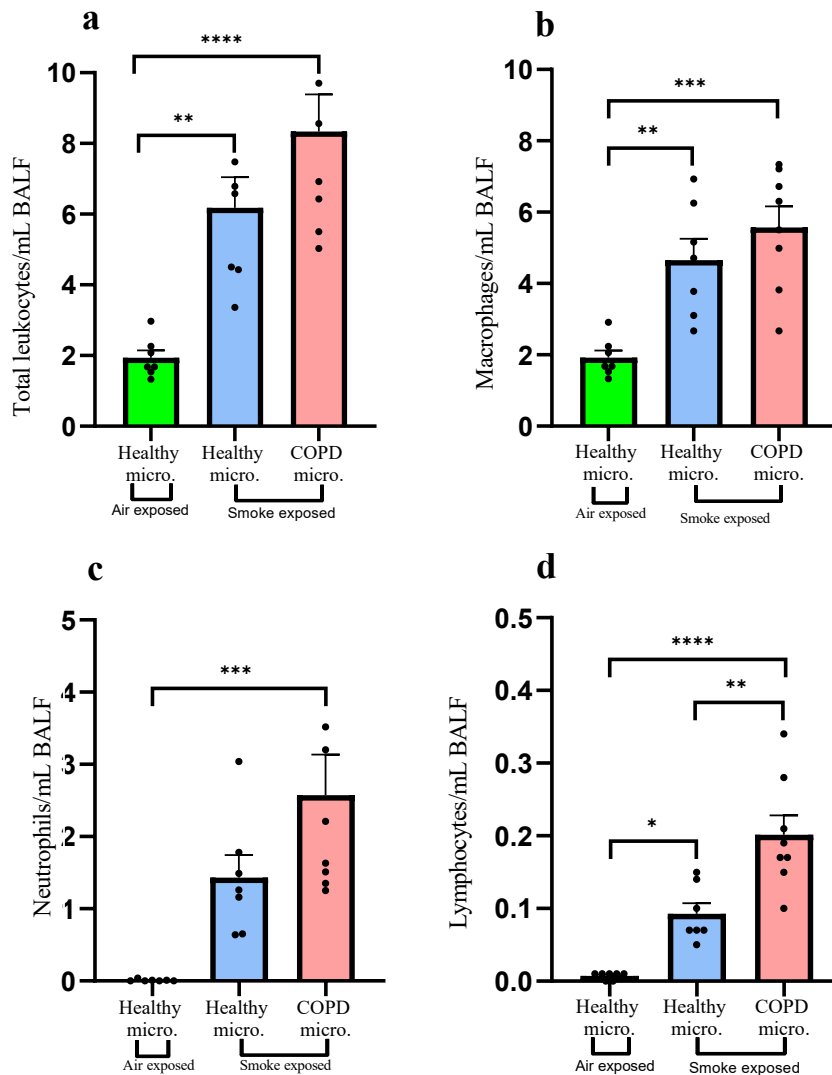 a
****
**
Total leukocytes/mL BALF
10
8
6
4
2
0
Healthy micro.
Healthy micro.
COPD micro.
Air exposed
Smoke exposed
b
***
**
Macrophages/mL BALF
10
8
6
4
2
0
Healthy micro.
Healthy micro.
COPD micro.
Air exposed
Smoke exposed
c
***
Neutrophils/mL BALF
5
4
3
2
1
0
Healthy micro.
Healthy micro.
COPD micro.
Air exposed
Smoke exposed
d
****
**
*
Lymphocytes/mL BALF
0.5
0.4
0.3
0.2
0.1
0.0
Healthy micro.
Healthy micro.
COPD micro.
Air exposed
Smoke exposed